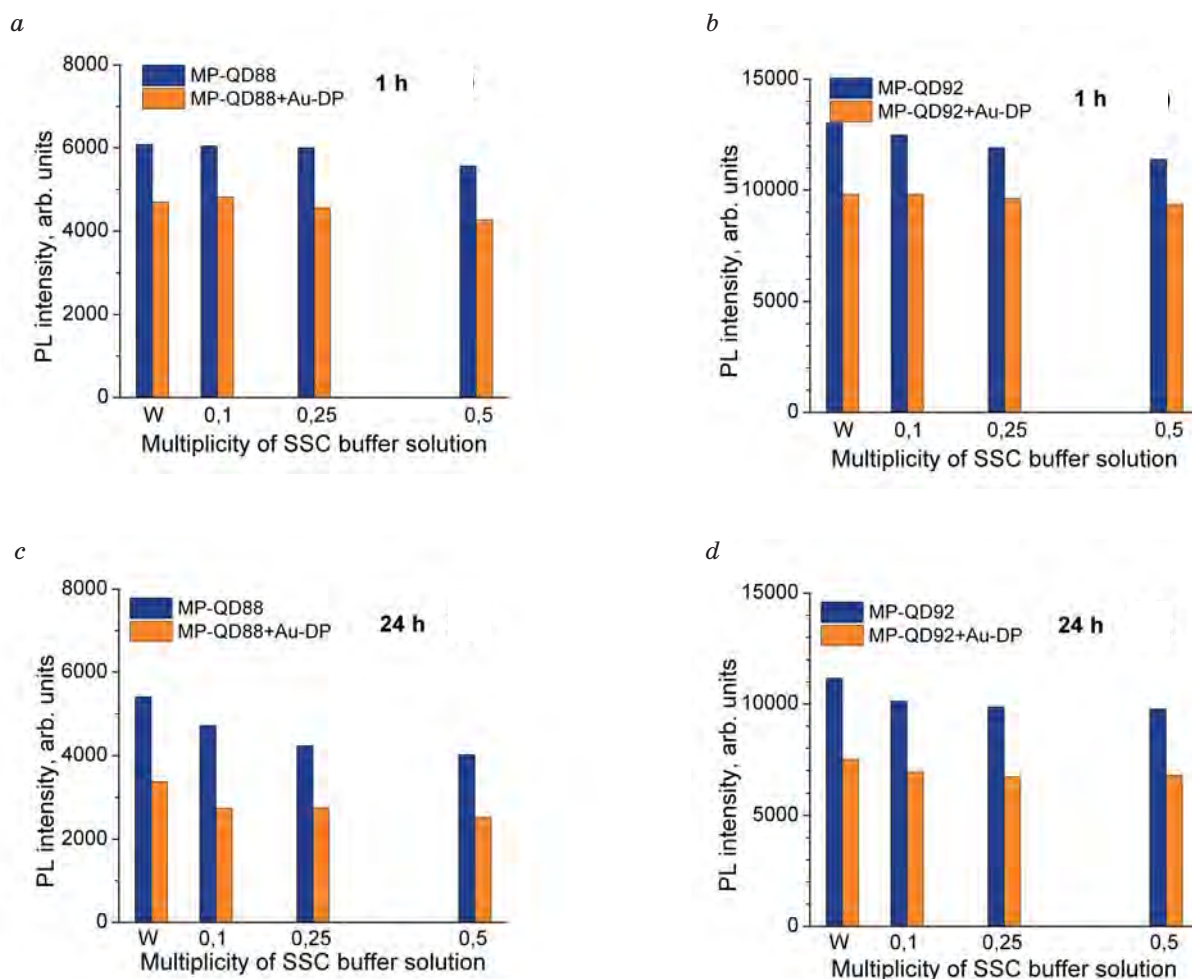 a
8000
6000
4000
2000
0
PL intensity, arb. units
MP-QD88
MP-QD88+Au-DP
1 h
W 0,1 0,25 0,5
Multiplicity of SSC buffer solution
b
15000
10000
5000
0
PL intensity, arb. units
MP-QD92
MP-QD92+Au-DP
1 h
W 0,1 0,25 0,5
Multiplicity of SSC buffer solution
c
8000
6000
4000
2000
0
PL intensity, arb. units
MP-QD88
MP-QD88+Au-DP
24 h
W 0,1 0,25 0,5
Multiplicity of SSC buffer solution
d
15000
10000
5000
0
PL intensity, arb. units
MP-QD92
MP-QD92+Au-DP
24 h
W 0,1 0,25 0,5
Multiplicity of SSC buffer solution